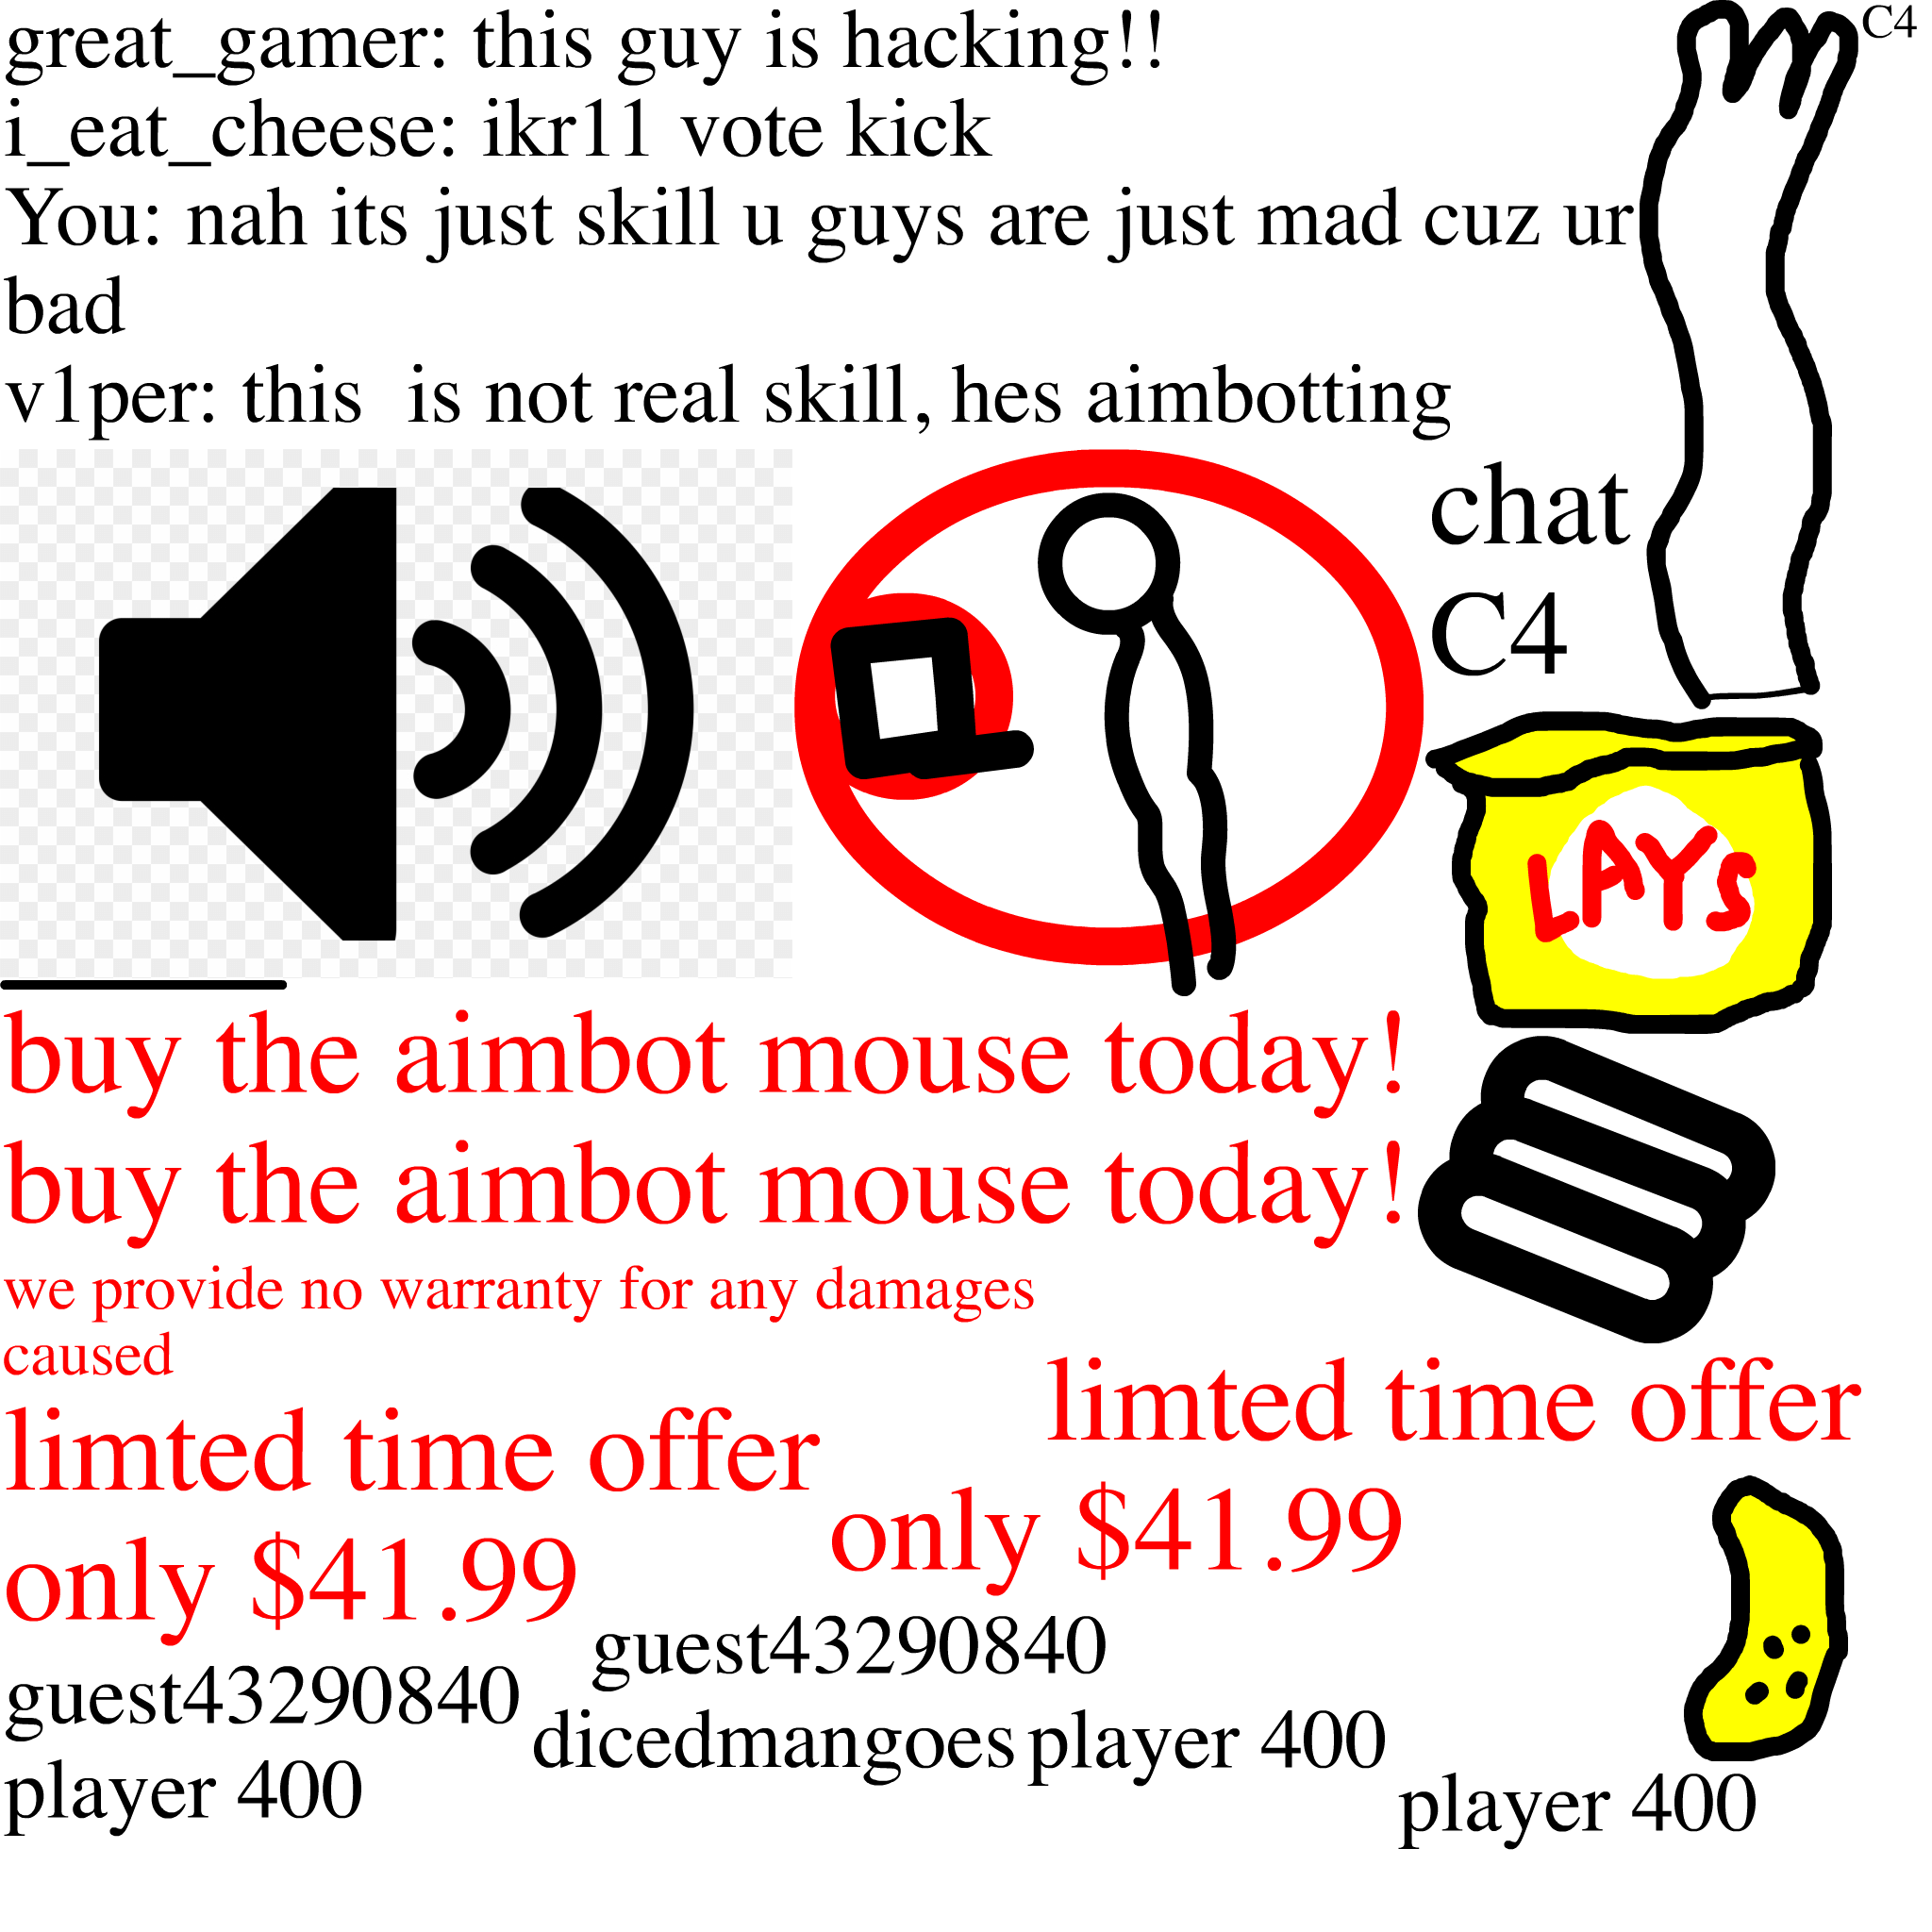 great_gamer: this guy is hacking!!
C4
i_eat_cheese: ikr11 vote kick
You: nah its just skill u guys are just mad cuz ur
bad
v1per: this  is not real skill, hes aimbotting
chat
C4
LAYS
buy the aimbot mouse today!
buy the aimbot mouse today!
we provide no warranty for any damages
caused
limted time offer
limted time offer
only $41.99
only $41.99
guest43290840
guest43290840
dicedmangoes player 400
player 400
player 400